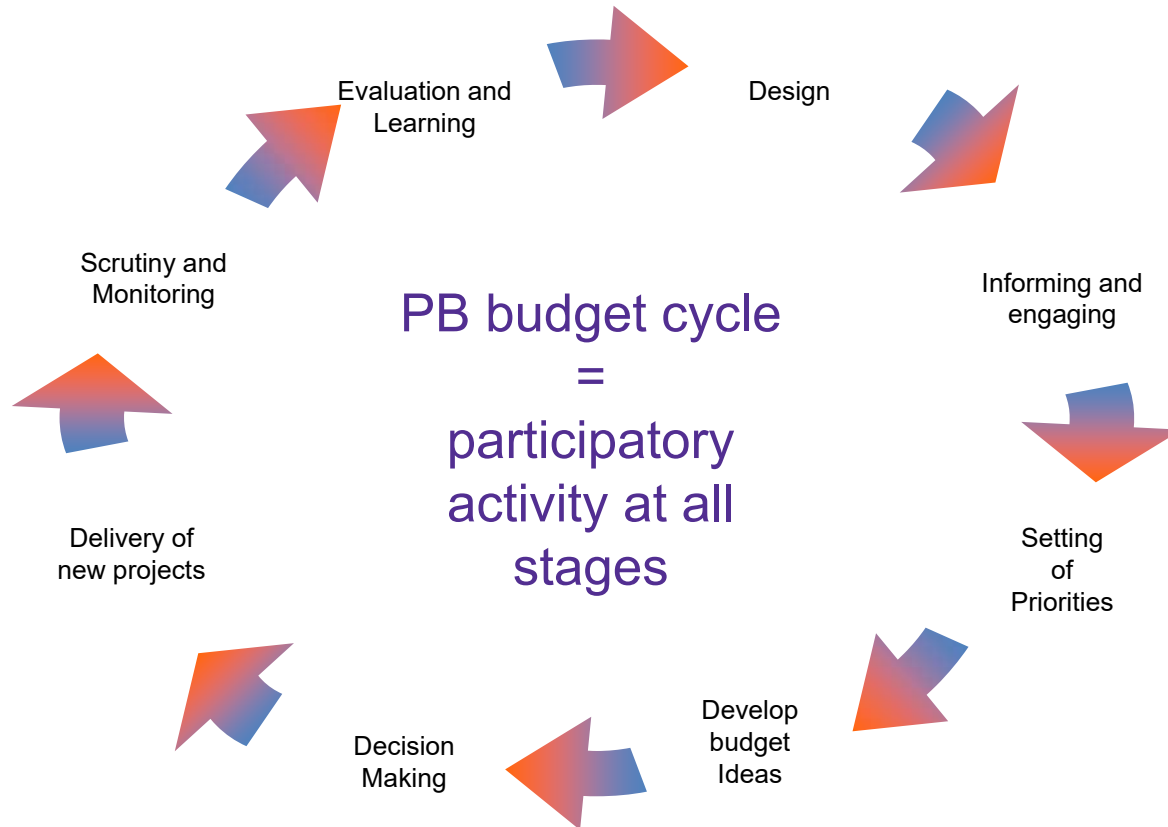 Evaluation and
Learning
Design
Informing and
engaging
Setting
of
Priorities
Develop
budget
Ideas
Decision
Making
Delivery of
new projects
Scrutiny and
Monitoring
PB budget cycle
=
participatory
activity at all
stages